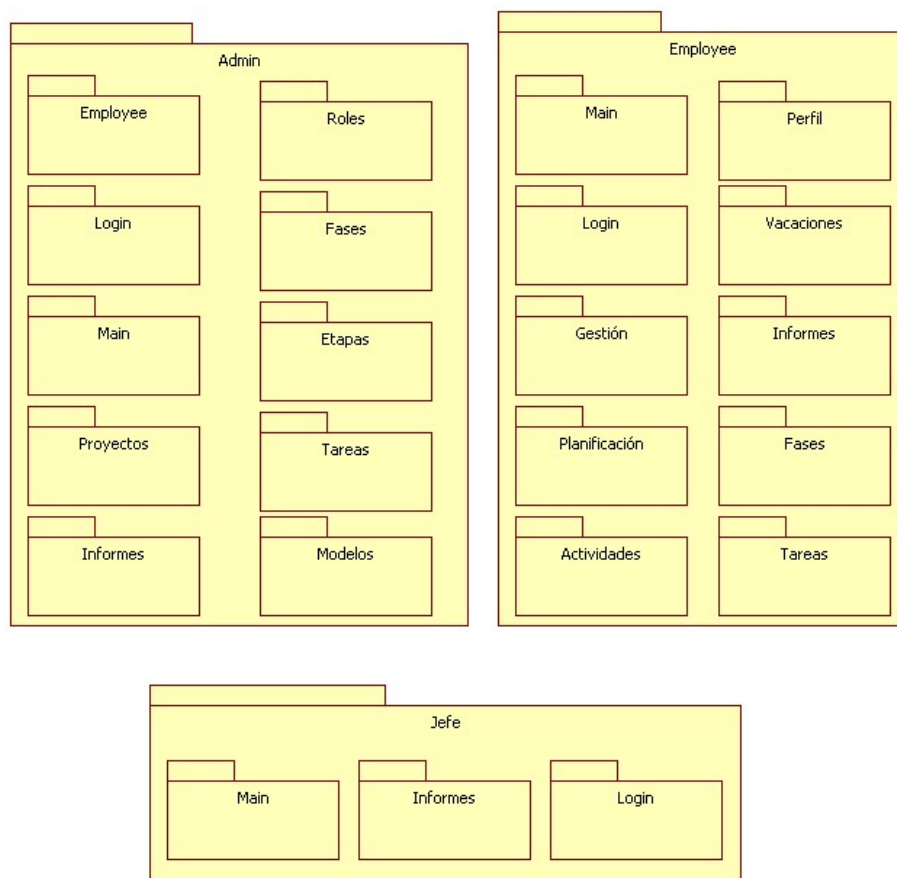 Admin
Employee
Roles
Login
Fases
Main
Etapas
Proyectos
Tareas
Informes
Modelos
Employee
Main
Perfil
Login
Vacaciones
Gestión
Informes
Planificación
Fases
Actividades
Tareas
Jefe
Main
Informes
Login